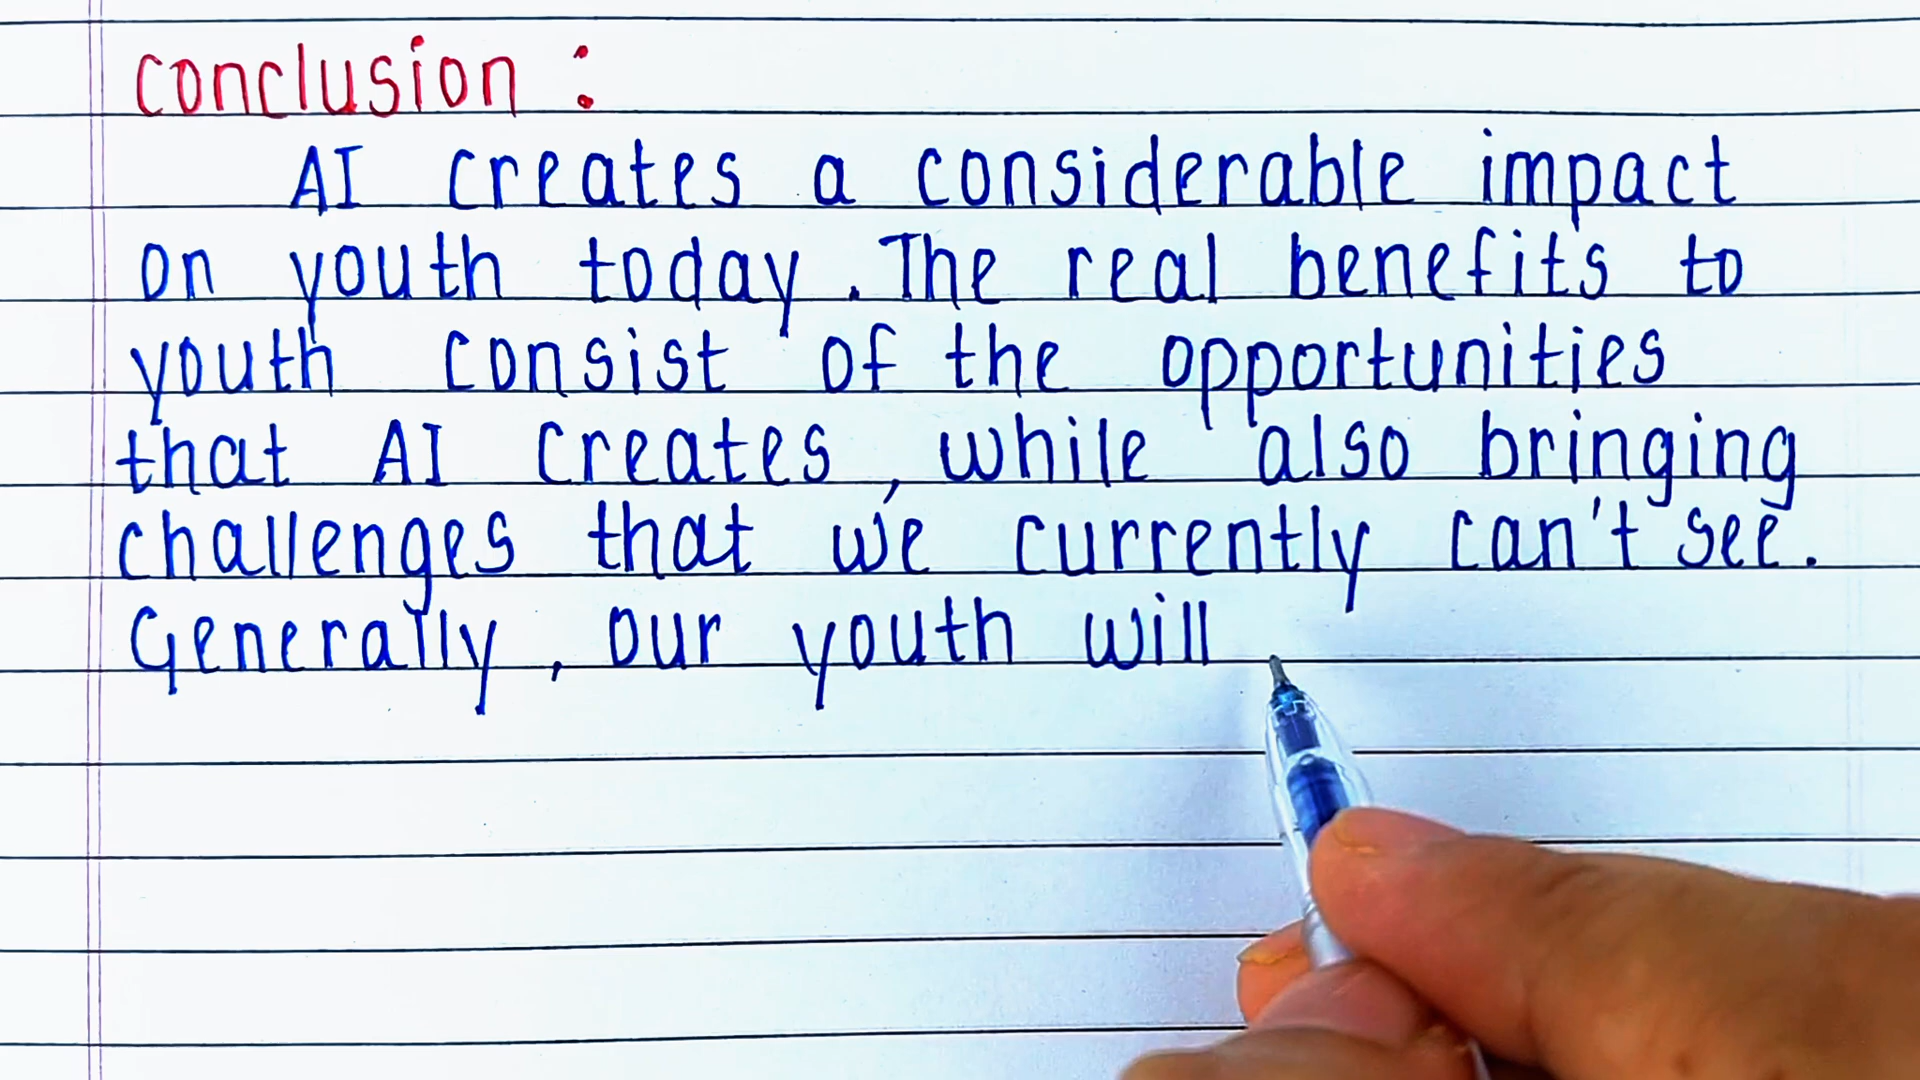 Conclusion :
AI creates a considerable impact
on youth today. The real benefits to
youth consist of the opportunities
that AI creates, while also bringing
challenges that we currently can't see.
Generally, our youth will